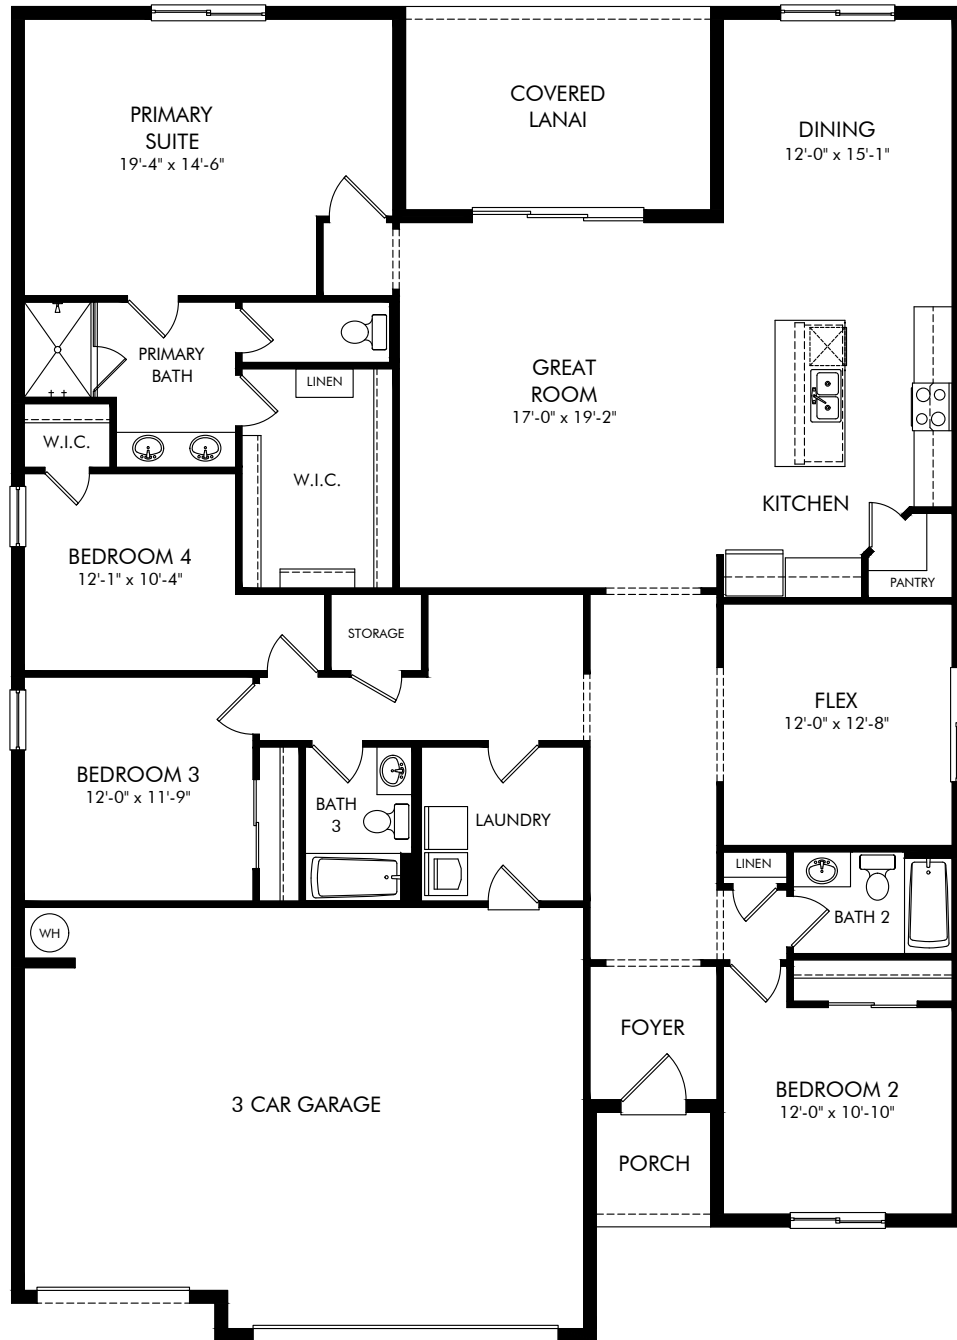 PRIMARY
SUITE
19'-4" x 14'-6"
COVERED
LANAI
DINING
12'-0" x 15'-1"
PRIMARY
BATH
LINEN
GREAT
ROOM
17'-0" x 19'-2"
W.I.C.
W.I.C.
KITCHEN
BEDROOM 4
12'-1" x 10'-4"
PANTRY
STORAGE
FLEX
12'-0" x 12'-8"
BEDROOM 3
12'-0" x 11'-9"
BATH
3
LAUNDRY
LINEN
BATH 2
WH
FOYER
BEDROOM 2
12'-0" x 10'-10"
3 CAR GARAGE
PORCH